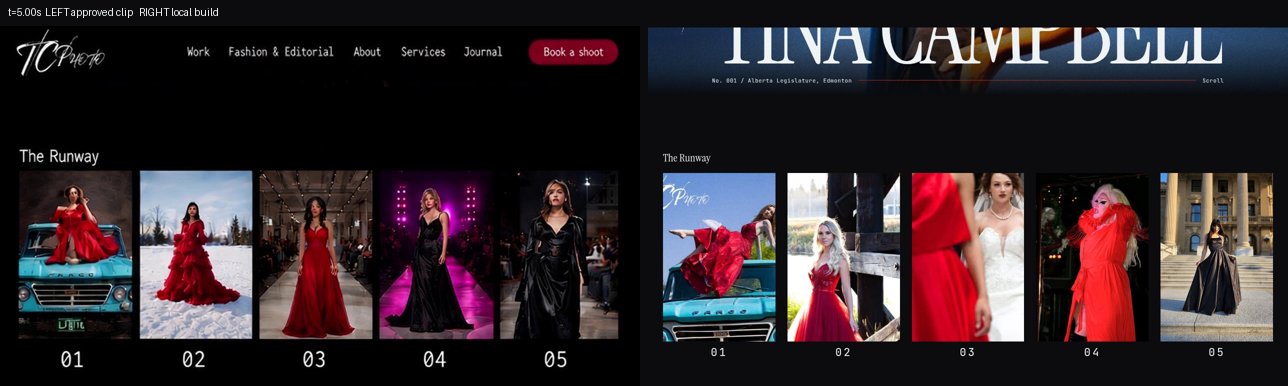 t=5.00s LEFT approved clip RIGHT local build
TCPHOTO
Work Fashion & Editorial About Services Journal Book a shoot
The Runway
01 02 03 04 05
TINA CAMPBELL
No. 001 / Alberta Legislature, Edmonton Scroll
The Runway
TCPHOTO
01 02 03 04 05